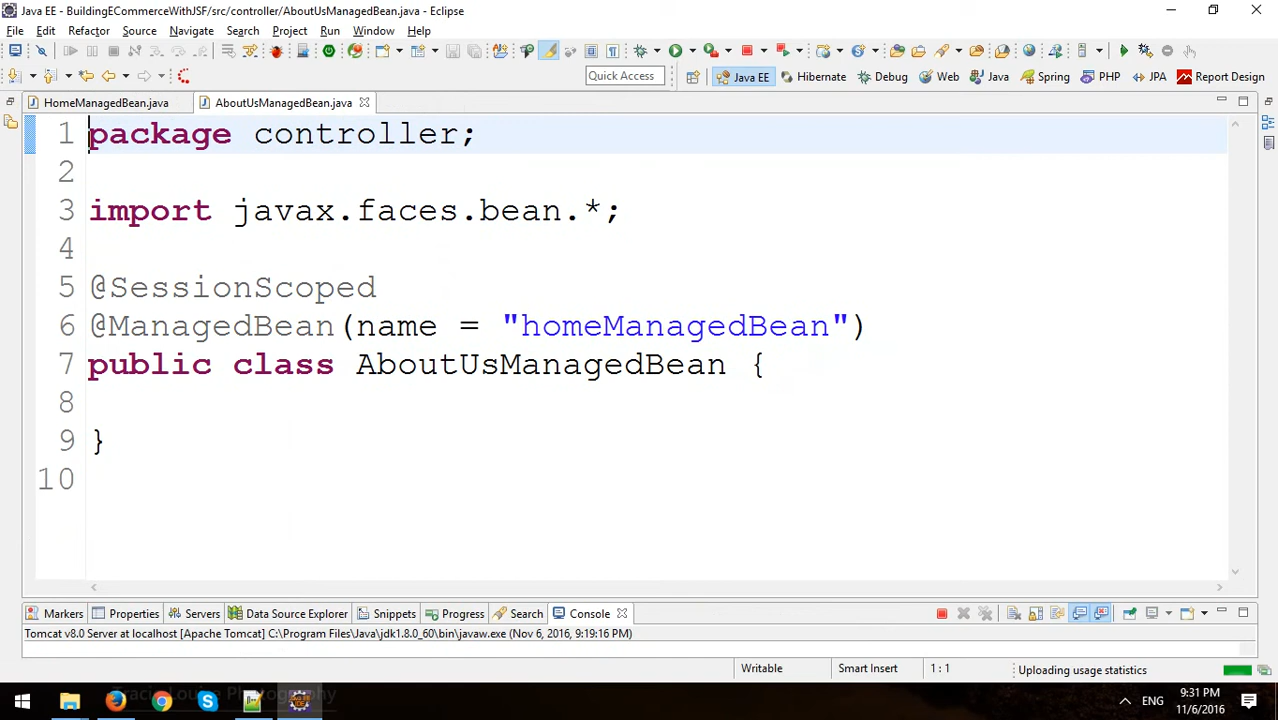 Java EE - BuildingECommerceWithJSF/src/controller/AboutUsManagedBean.java - Eclipse
File Edit Refactor Source Navigate Search Project Run Window Help
Quick Access Java EE Hibernate Debug Web Java Spring PHP JPA Report Design
HomeManagedBean.java AboutUsManagedBean.java
1 package controller;
2
3 import javax.faces.bean.*;
4
5 @SessionScoped
6 @ManagedBean(name = "homeManagedBean")
7 public class AboutUsManagedBean {
8
9 }
10
Markers Properties Servers Data Source Explorer Snippets Progress Search Console
Tomcat v8.0 Server at localhost [Apache Tomcat] C:\Program Files\Java\jdk1.8.0_60\bin\javaw.exe (Nov 6, 2016, 9:19:16 PM)
Writable Smart Insert 1 : 1 Uploading usage statistics
Tracie Louise Photography
ENG 9:31 PM
11/6/2016